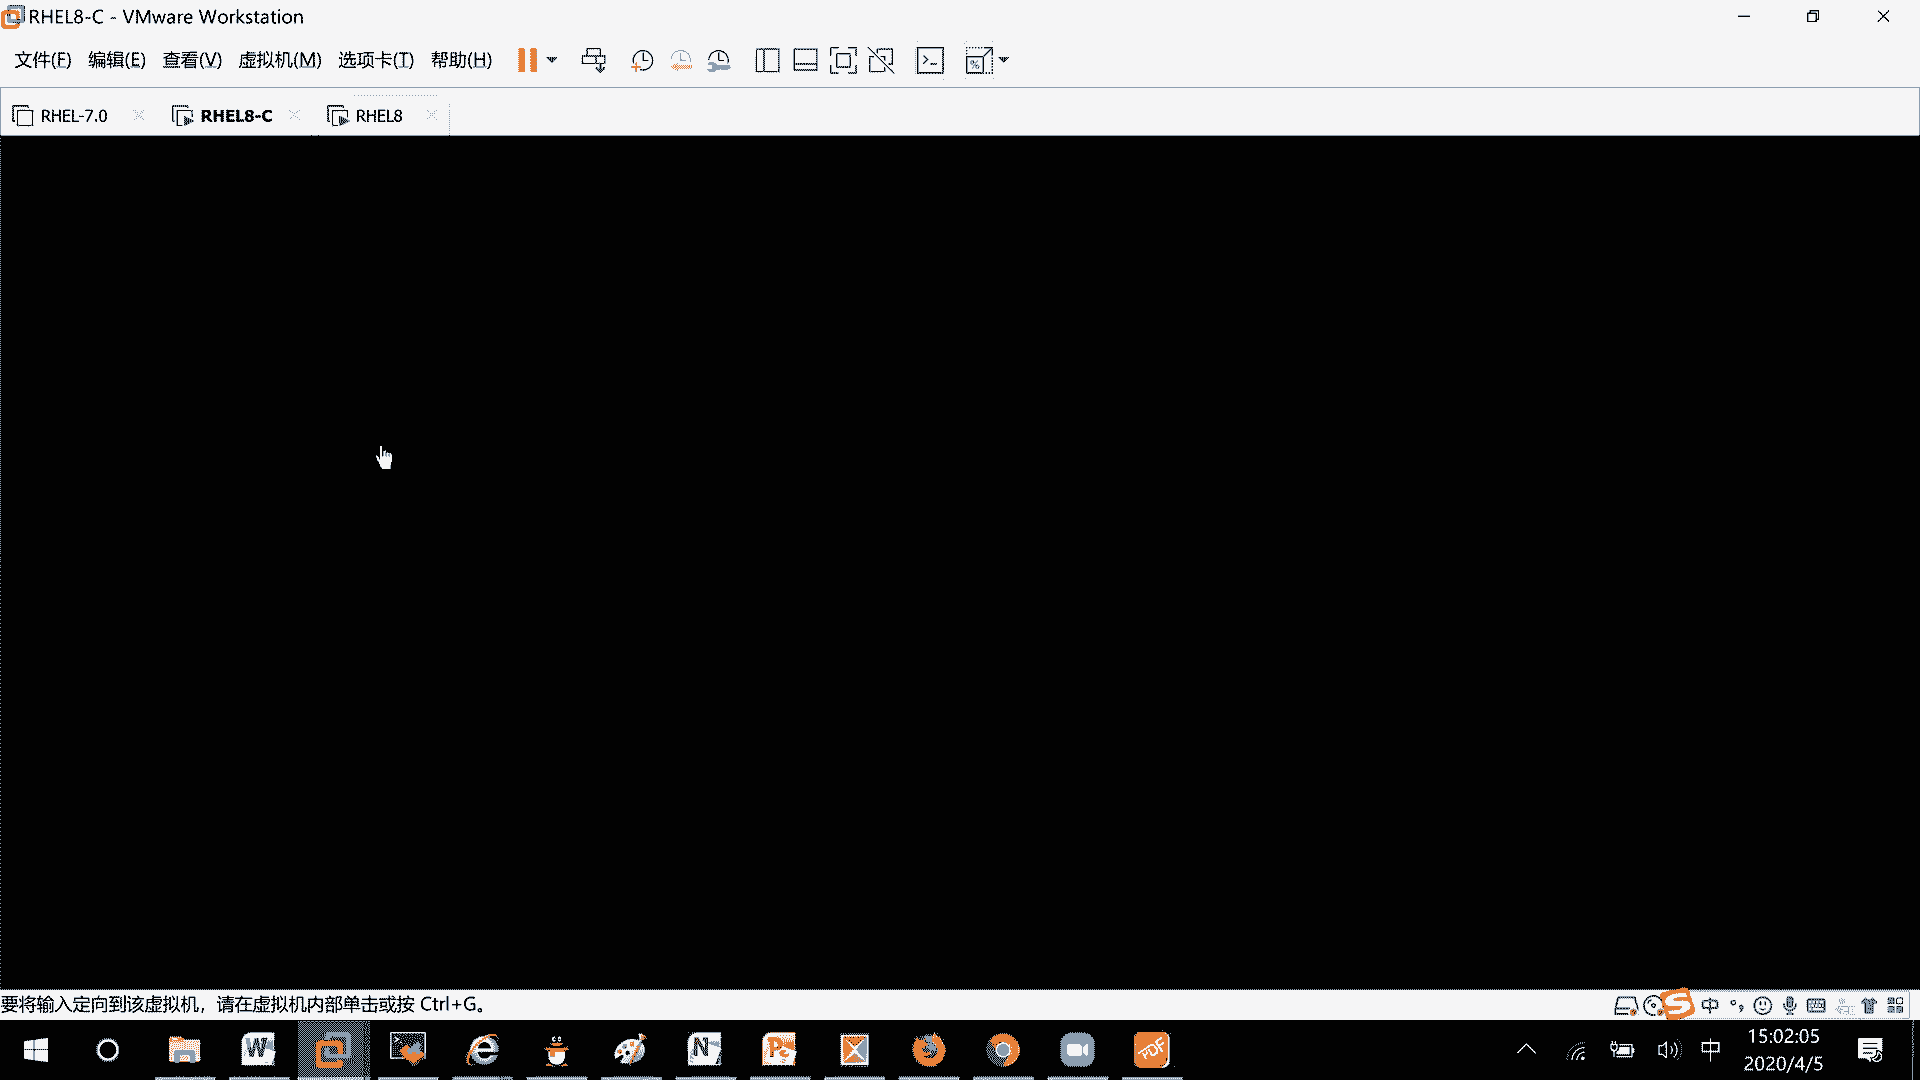 RHEL8-C - VMware Workstation
文件(F) 编辑(E) 查看(V) 虚拟机(M) 选项卡(T) 帮助(H)
RHEL-7.0 RHEL8-C RHEL8
要将输入定向到该虚拟机，请在虚拟机内部单击或按 Ctrl+G。
中
中
15:02:05
2020/4/5